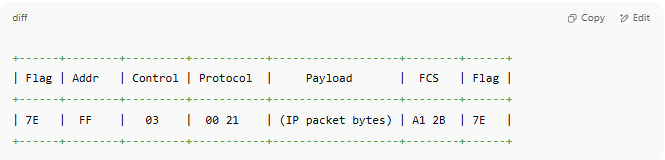 diff Copy Edit
+------+--------+---------+-----------+------------------+-------+------+
| Flag | Addr | Control | Protocol | Payload | FCS | Flag |
+------+--------+---------+-----------+------------------+-------+------+
| 7E | FF | 03 | 00 21 | (IP packet bytes) | A1 2B | 7E |
+------+--------+---------+-----------+------------------+-------+------+